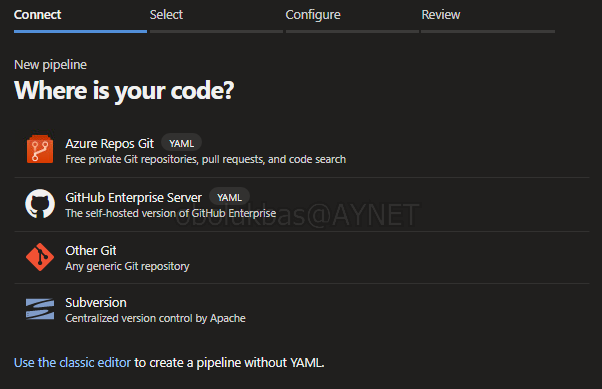 Connect Select Configure Review
New pipeline
Where is your code?
Azure Repos Git YAML
Free private Git repositories, pull requests, and code search
GitHub Enterprise Server YAML
The self-hosted version of GitHub Enterprise
obolukbas@AYNET
Other Git
Any generic Git repository
Subversion
Centralized version control by Apache
Use the classic editor to create a pipeline without YAML.